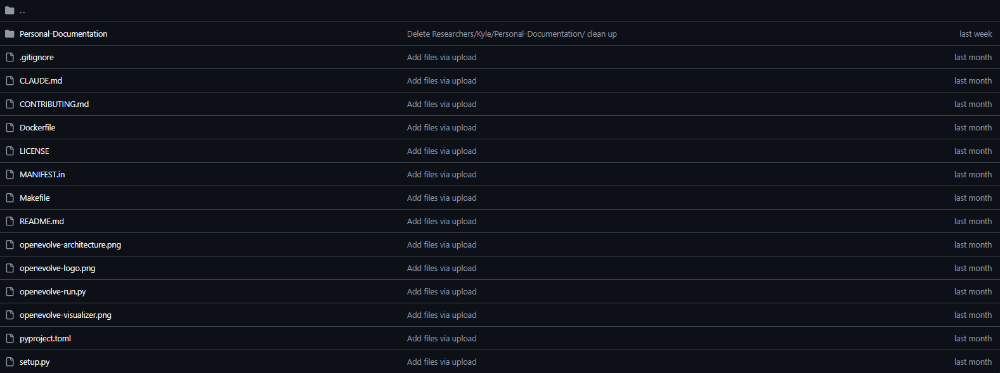 ..
Personal-Documentation Delete Researchers/Kyle/Personal-Documentation/ clean up last week
.gitignore Add files via upload last month
CLAUDE.md Add files via upload last month
CONTRIBUTING.md Add files via upload last month
Dockerfile Add files via upload last month
LICENSE Add files via upload last month
MANIFEST.in Add files via upload last month
Makefile Add files via upload last month
README.md Add files via upload last month
openevolve-architecture.png Add files via upload last month
openevolve-logo.png Add files via upload last month
openevolve-run.py Add files via upload last month
openevolve-visualizer.png Add files via upload last month
pyproject.toml Add files via upload last month
setup.py Add files via upload last month